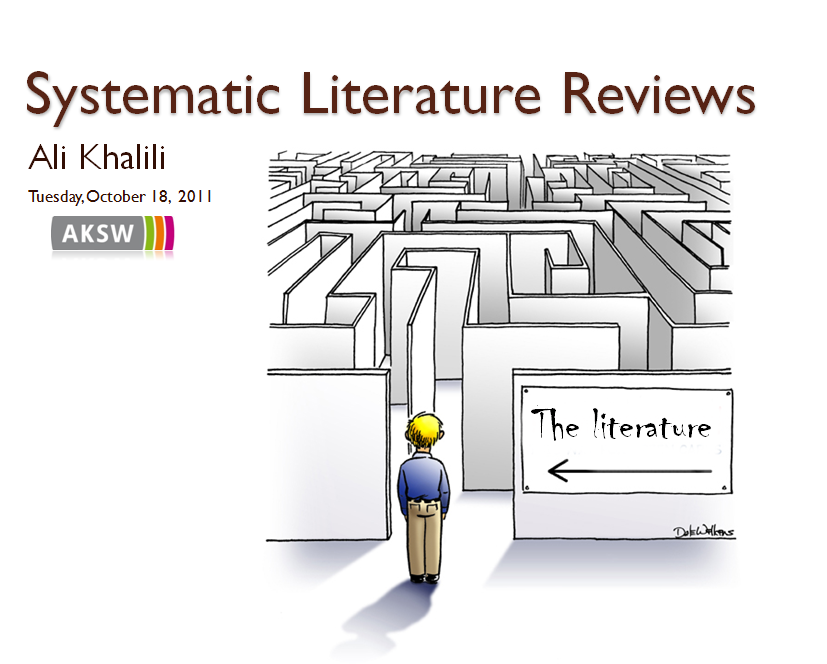 Systematic Literature Reviews
Ali Khalili
Tuesday, October 18, 2011
AKSW
The literature